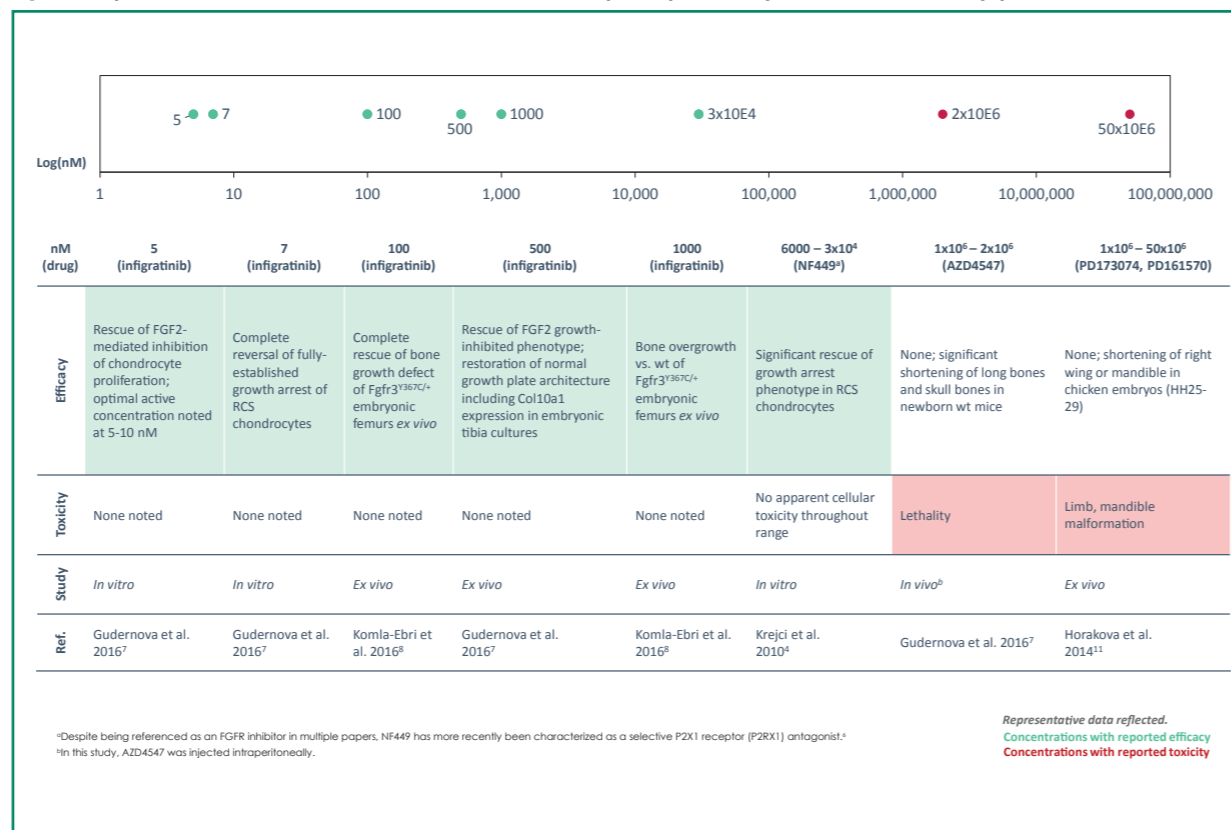 5
7
100
500
1000
3x10E4
2x10E6
50x10E6
Log(nM)
1
10
100
1,000
10,000
100,000
1,000,000
10,000,000
100,000,000
nM
(drug)
5
(infigratinib)
7
(infigratinib)
100
(infigratinib)
500
(infigratinib)
1000
(infigratinib)
6000 – 3x10⁴
(NF449ᵃ)
1x10⁶ – 2x10⁶
(AZD4547)
1x10⁶ – 50x10⁶
(PD173074, PD161570)
Efficacy
Rescue of FGF2-
mediated inhibition
of chondrocyte
proliferation;
optimal active
concentration noted
at 5-10 nM
Complete
reversal of fully-
established
growth arrest of
RCS
chondrocytes
Complete
rescue of bone
growth defect
of Fgfr3ʸ³⁶⁷ᶜ/⁺
embryonic
femurs ex vivo
Rescue of FGF2 growth-
inhibited phenotype;
restoration of normal
growth plate architecture
including Col10a1
expression in embryonic
tibia cultures
Bone overgrowth
vs. wt of
Fgfr3ʸ³⁶⁷ᶜ/⁺
embryonic
femurs ex vivo
Significant rescue of
growth arrest
phenotype in RCS
chondrocytes
None; significant
shortening of long bones
and skull bones in
newborn wt mice
None; shortening of right
wing or mandible in
chicken embryos (HH25-
29)
Toxicity
None noted
None noted
None noted
None noted
None noted
No apparent cellular
toxicity throughout
range
Lethality
Limb, mandible
malformation
Study
In vitro
In vitro
Ex vivo
Ex vivo
Ex vivo
In vitro
In vivoᵇ
Ex vivo
Ref.
Gudernova et al.
2016⁷
Gudernova et al.
2016⁷
Komla-Ebri et
al. 2016⁸
Gudernova et al.
2016⁷
Komla-Ebri et al.
2016⁸
Krejci et al.
2010⁴
Gudernova et al. 2016⁷
Horakova et al.
2014¹¹
ᵃDespite being referenced as an FGFR inhibitor in multiple papers, NF449 has more recently been characterized as a selective P2X1 receptor (P2RX1) antagonist.
ᵇIn this study, AZD4547 was injected intraperitoneally.
Representative data reflected.
Concentrations with reported efficacy
Concentrations with reported toxicity